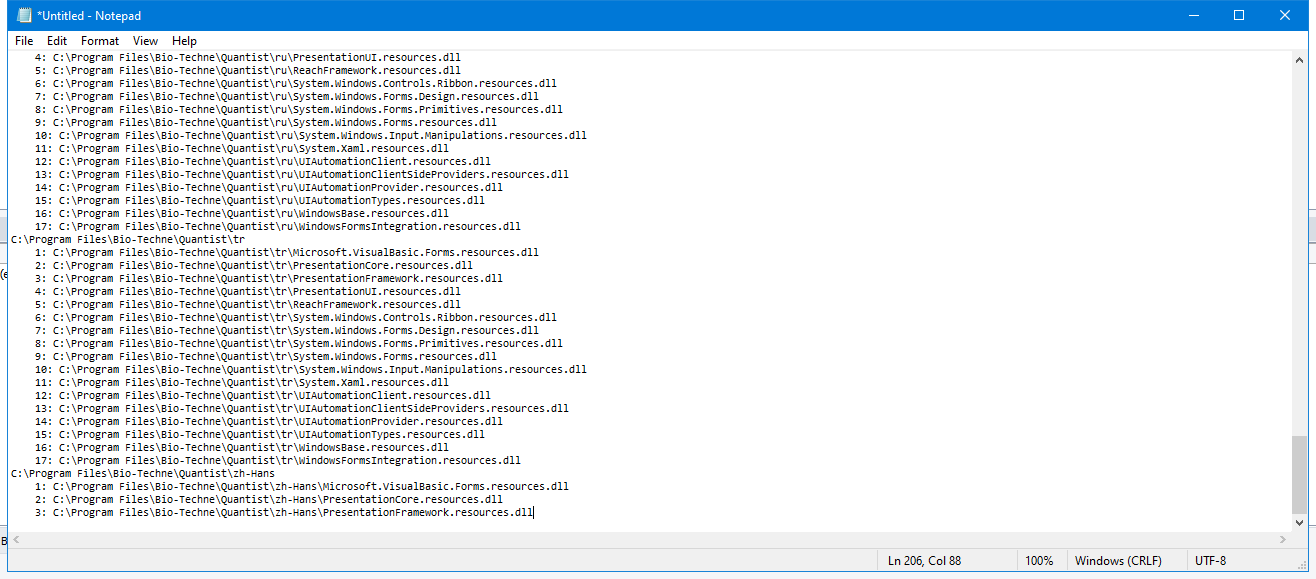 *Untitled - Notepad
File Edit Format View Help
4: C:\Program Files\Bio-Techne\Quantist\ru\PresentationUI.resources.dll
5: C:\Program Files\Bio-Techne\Quantist\ru\ReachFramework.resources.dll
6: C:\Program Files\Bio-Techne\Quantist\ru\System.Windows.Controls.Ribbon.resources.dll
7: C:\Program Files\Bio-Techne\Quantist\ru\System.Windows.Forms.Design.resources.dll
8: C:\Program Files\Bio-Techne\Quantist\ru\System.Windows.Forms.Primitives.resources.dll
9: C:\Program Files\Bio-Techne\Quantist\ru\System.Windows.Forms.resources.dll
10: C:\Program Files\Bio-Techne\Quantist\ru\System.Windows.Input.Manipulations.resources.dll
11: C:\Program Files\Bio-Techne\Quantist\ru\System.Xaml.resources.dll
12: C:\Program Files\Bio-Techne\Quantist\ru\UIAutomationClient.resources.dll
13: C:\Program Files\Bio-Techne\Quantist\ru\UIAutomationClientSideProviders.resources.dll
14: C:\Program Files\Bio-Techne\Quantist\ru\UIAutomationProvider.resources.dll
15: C:\Program Files\Bio-Techne\Quantist\ru\UIAutomationTypes.resources.dll
16: C:\Program Files\Bio-Techne\Quantist\ru\WindowsBase.resources.dll
17: C:\Program Files\Bio-Techne\Quantist\ru\WindowsFormsIntegration.resources.dll
C:\Program Files\Bio-Techne\Quantist\tr
1: C:\Program Files\Bio-Techne\Quantist\tr\Microsoft.VisualBasic.Forms.resources.dll
2: C:\Program Files\Bio-Techne\Quantist\tr\PresentationCore.resources.dll
3: C:\Program Files\Bio-Techne\Quantist\tr\PresentationFramework.resources.dll
4: C:\Program Files\Bio-Techne\Quantist\tr\PresentationUI.resources.dll
5: C:\Program Files\Bio-Techne\Quantist\tr\ReachFramework.resources.dll
6: C:\Program Files\Bio-Techne\Quantist\tr\System.Windows.Controls.Ribbon.resources.dll
7: C:\Program Files\Bio-Techne\Quantist\tr\System.Windows.Forms.Design.resources.dll
8: C:\Program Files\Bio-Techne\Quantist\tr\System.Windows.Forms.Primitives.resources.dll
9: C:\Program Files\Bio-Techne\Quantist\tr\System.Windows.Forms.resources.dll
10: C:\Program Files\Bio-Techne\Quantist\tr\System.Windows.Input.Manipulations.resources.dll
11: C:\Program Files\Bio-Techne\Quantist\tr\System.Xaml.resources.dll
12: C:\Program Files\Bio-Techne\Quantist\tr\UIAutomationClient.resources.dll
13: C:\Program Files\Bio-Techne\Quantist\tr\UIAutomationClientSideProviders.resources.dll
14: C:\Program Files\Bio-Techne\Quantist\tr\UIAutomationProvider.resources.dll
15: C:\Program Files\Bio-Techne\Quantist\tr\UIAutomationTypes.resources.dll
16: C:\Program Files\Bio-Techne\Quantist\tr\WindowsBase.resources.dll
17: C:\Program Files\Bio-Techne\Quantist\tr\WindowsFormsIntegration.resources.dll
C:\Program Files\Bio-Techne\Quantist\zh-Hans
1: C:\Program Files\Bio-Techne\Quantist\zh-Hans\Microsoft.VisualBasic.Forms.resources.dll
2: C:\Program Files\Bio-Techne\Quantist\zh-Hans\PresentationCore.resources.dll
3: C:\Program Files\Bio-Techne\Quantist\zh-Hans\PresentationFramework.resources.dll
Ln 206, Col 88 100% Windows (CRLF) UTF-8